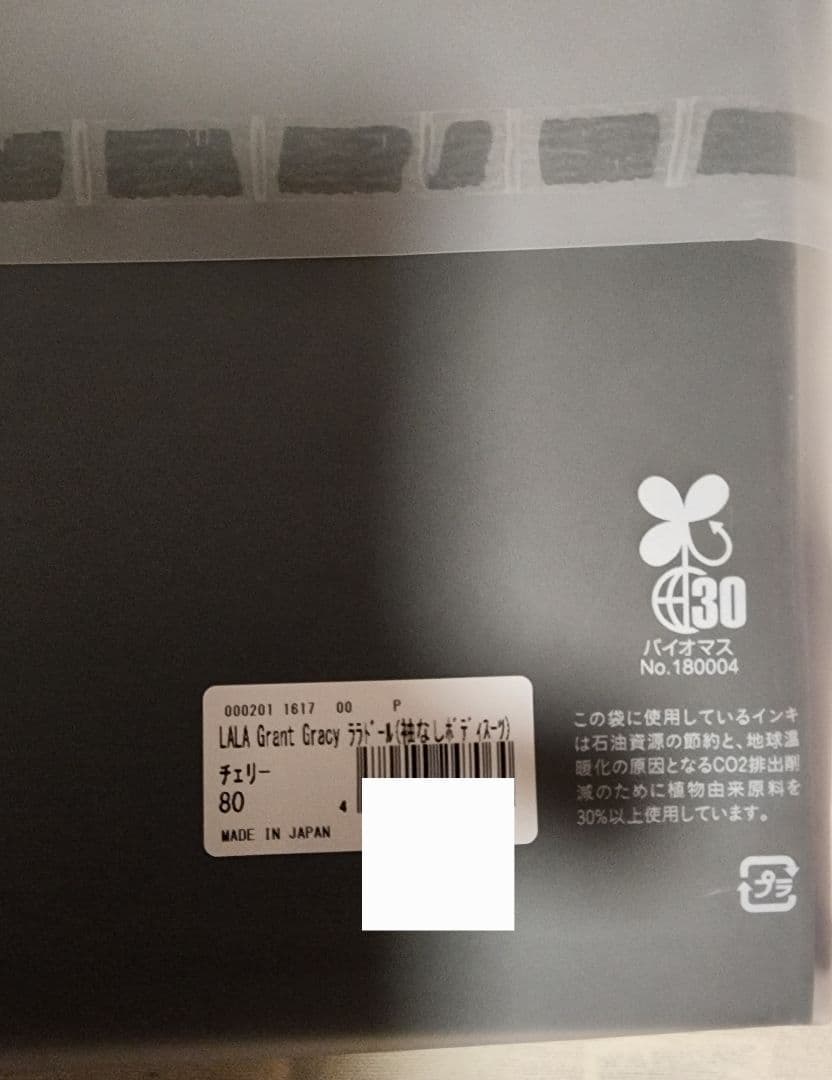 30
バイオマス
No.180004
000201 1617 00 P
LALA Grant Gracy ララドール(袖なしボディスーツ)
チェリー
80
4
MADE IN JAPAN
この袋に使用しているインキ
は石油資源の節約と、地球温
暖化の原因となるCO2排出削
減のために植物由来原料を
30%以上使用しています。
プラ